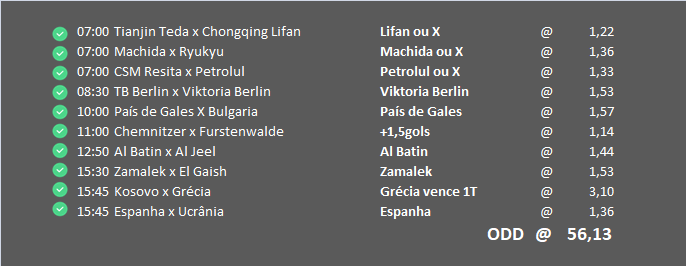 07:00 Tianjin Teda x Chongqing Lifan Lifan ou X @ 1,22
07:00 Machida x Ryukyu Machida ou X @ 1,36
07:00 CSM Resita x Petrolul Petrolul ou X @ 1,33
08:30 TB Berlin x Viktoria Berlin Viktoria Berlin @ 1,53
10:00 País de Gales X Bulgaria País de Gales @ 1,57
11:00 Chemnitzer x Furstenwalde +1,5gols @ 1,14
12:50 Al Batin x Al Jeel Al Batin @ 1,44
15:30 Zamalek x El Gaish Zamalek @ 1,53
15:45 Kosovo x Grécia Grécia vence 1T @ 3,10
15:45 Espanha x Ucrânia Espanha @ 1,36
ODD @ 56,13